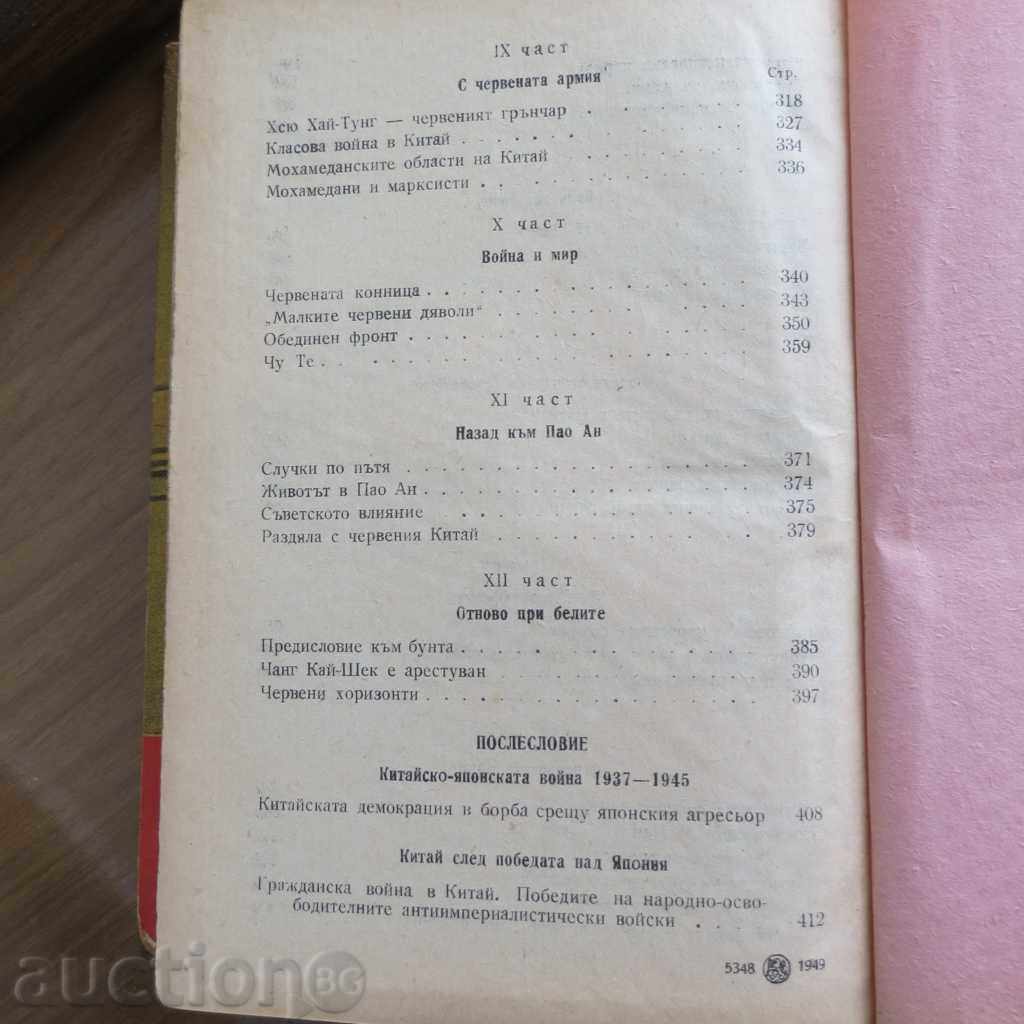 IX част
С червената армия
Стр.
Хсю Хай-Тунг — червеният грънчар . . . . . . . 318
Класова война в Китай . . . . . . . 327
Мохамеданските области на Китай . . . . . . . 334
Мохамедани и марксисти . . . . . . . 336
X част
Война и мир
Червената конница . . . . . . . 340
„Малките червени дяволи“ . . . . . . . 343
Обединен фронт . . . . . . . 350
Чу Те . . . . . . . 359
XI част
Назад към Пао Ан
Случки по пътя . . . . . . . 371
Животът в Пао Ан . . . . . . . 374
Съветското влияние . . . . . . . 375
Раздяла с червения Китай . . . . . . . 379
XII част
Отново при белите
Предисловие към бунта . . . . . . . 385
Чанг Кай-Шек е арестуван . . . . . . . 390
Червени хоризонти . . . . . . . 397
ПОСЛЕСЛОВИЕ
Китайско-японската война 1937—1945
Китайската демокрация в борба срещу японския агресьор 408
Китай след победата над Япония
Гражданска война в Китай. Победите на народно-осво-
бодителните антиимпериалистически войски . . . . 412
5348 1949
auction BG